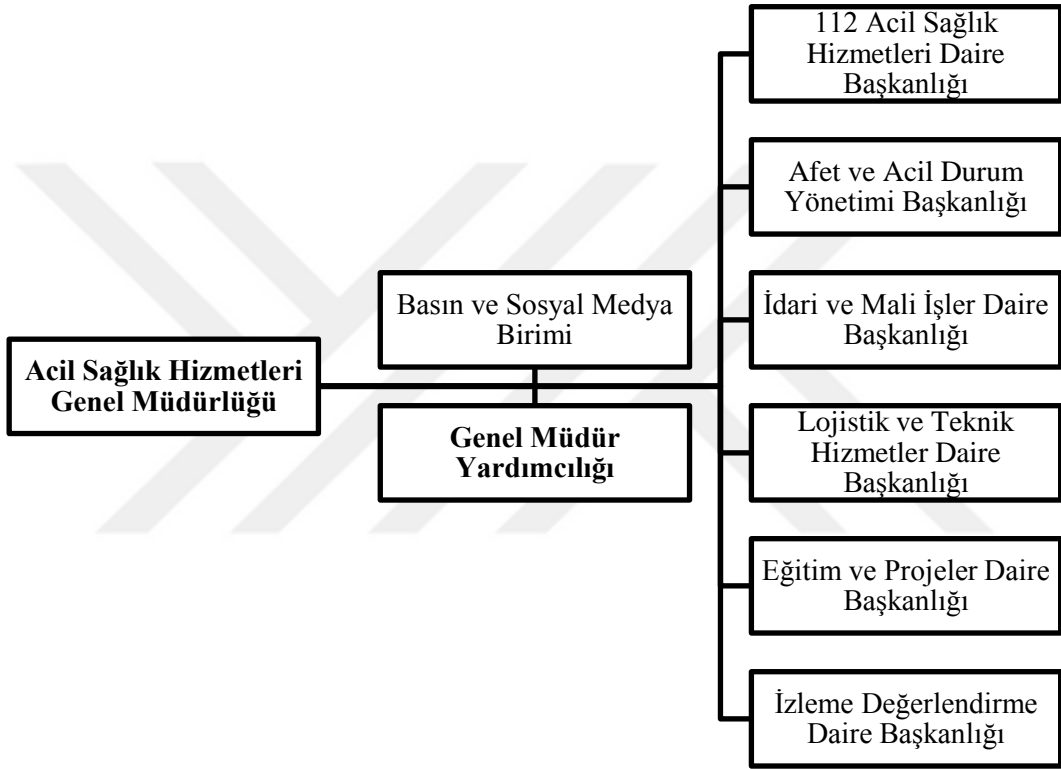 112 Acil Sağlık
Hizmetleri Daire
Başkanlığı
Afet ve Acil Durum
Yönetimi Başkanlığı
Basın ve Sosyal Medya
Birimi
İdari ve Mali İşler Daire
Başkanlığı
Acil Sağlık Hizmetleri
Genel Müdürlüğü
Genel Müdür
Yardımcılığı
Lojistik ve Teknik
Hizmetler Daire
Başkanlığı
Eğitim ve Projeler Daire
Başkanlığı
İzleme Değerlendirme
Daire Başkanlığı